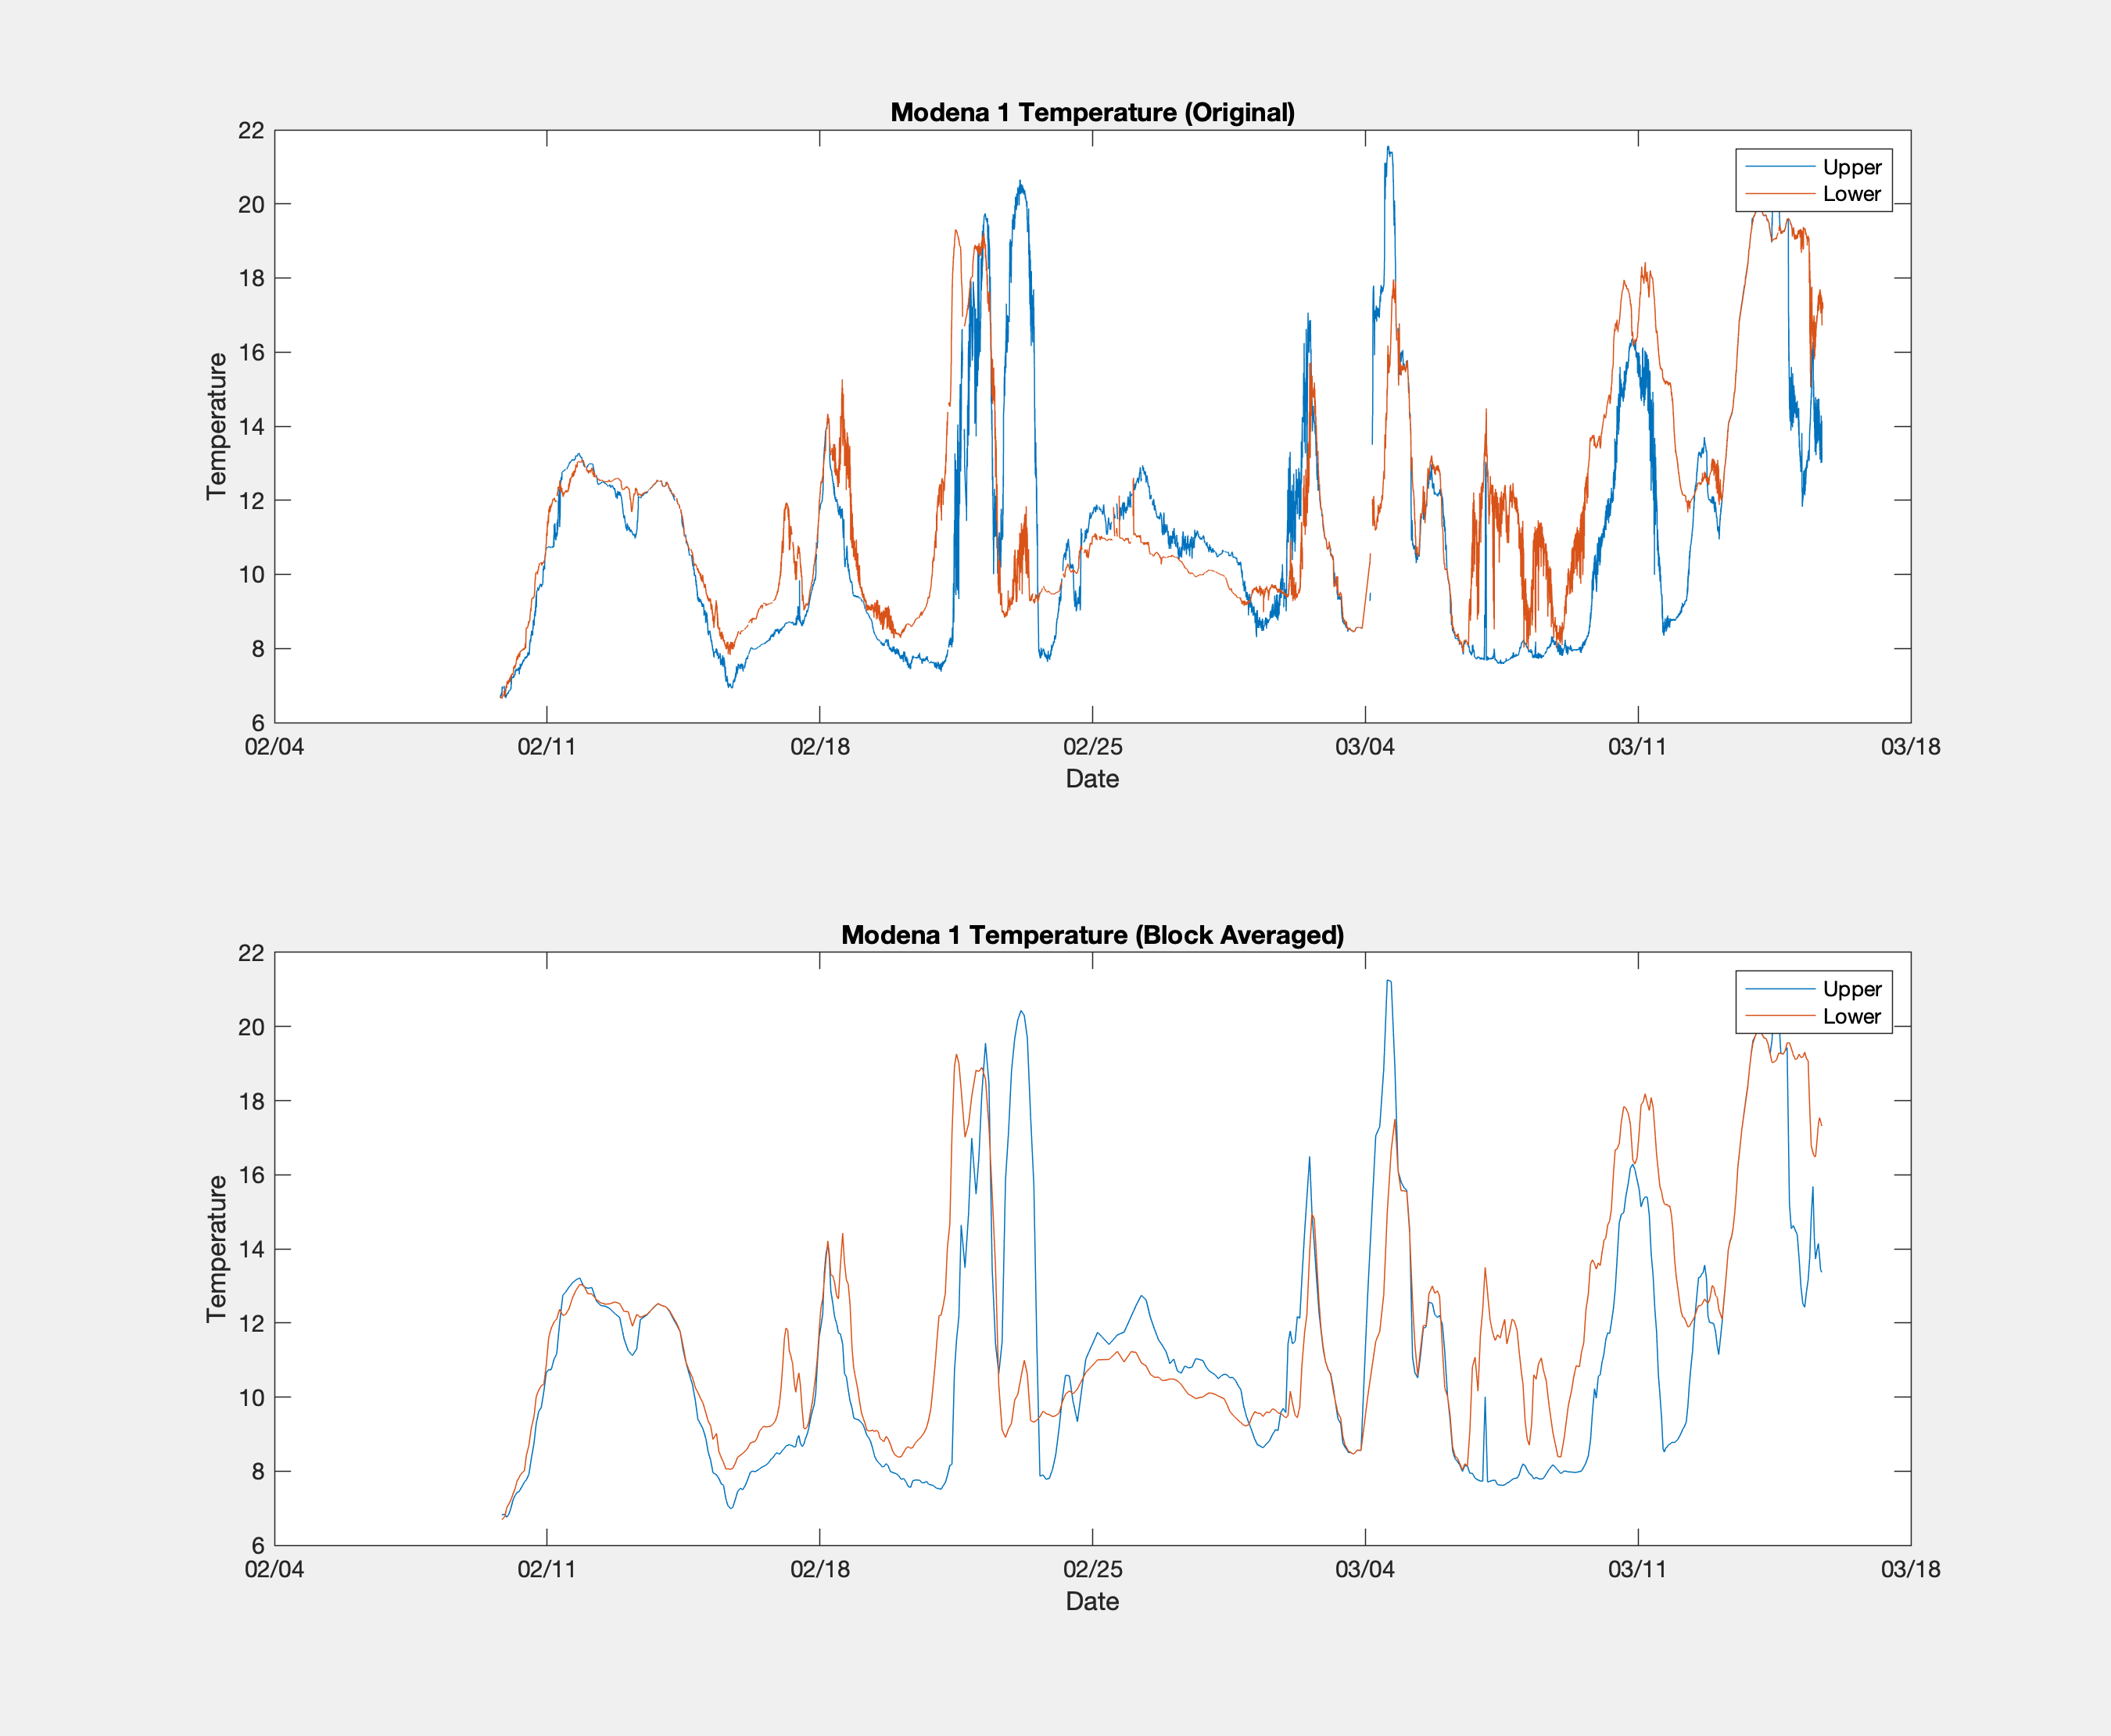 Modena 1 Temperature (Original)
22
20
18
16
14
12
10
8
6
Temperature
Upper
Lower
02/04 02/11 02/18 02/25 03/04 03/11 03/18
Date
Modena 1 Temperature (Block Averaged)
22
20
18
16
14
12
10
8
6
Temperature
Upper
Lower
02/04 02/11 02/18 02/25 03/04 03/11 03/18
Date